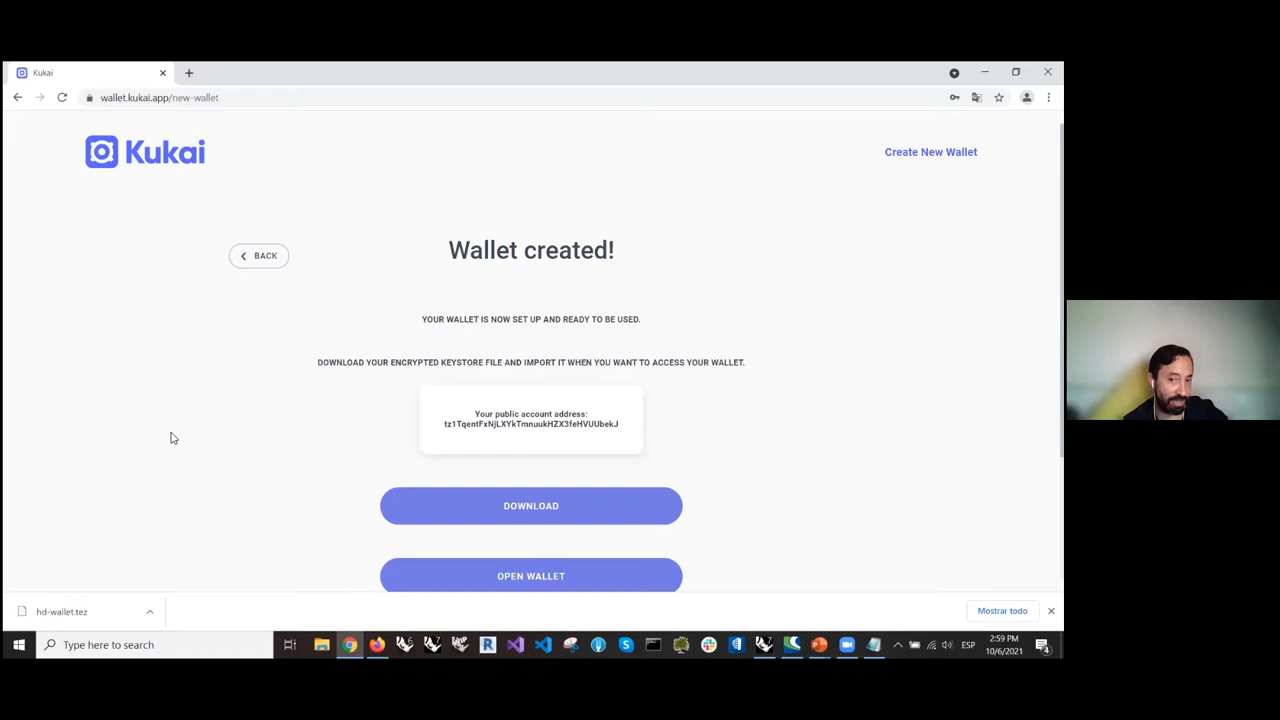 Kukai
wallet.kukai.app/new-wallet
Kukai
Create New Wallet
BACK
Wallet created!
YOUR WALLET IS NOW SET UP AND READY TO BE USED.
DOWNLOAD YOUR ENCRYPTED KEYSTORE FILE AND IMPORT IT WHEN YOU WANT TO ACCESS YOUR WALLET.
Your public account address:
tz1TqentFxNjLXYkTmnuukHZX3feHVUUbekJ
DOWNLOAD
OPEN WALLET
hd-wallet.tez
Mostrar todo
Type here to search
ESP
2:59 PM
10/6/2021